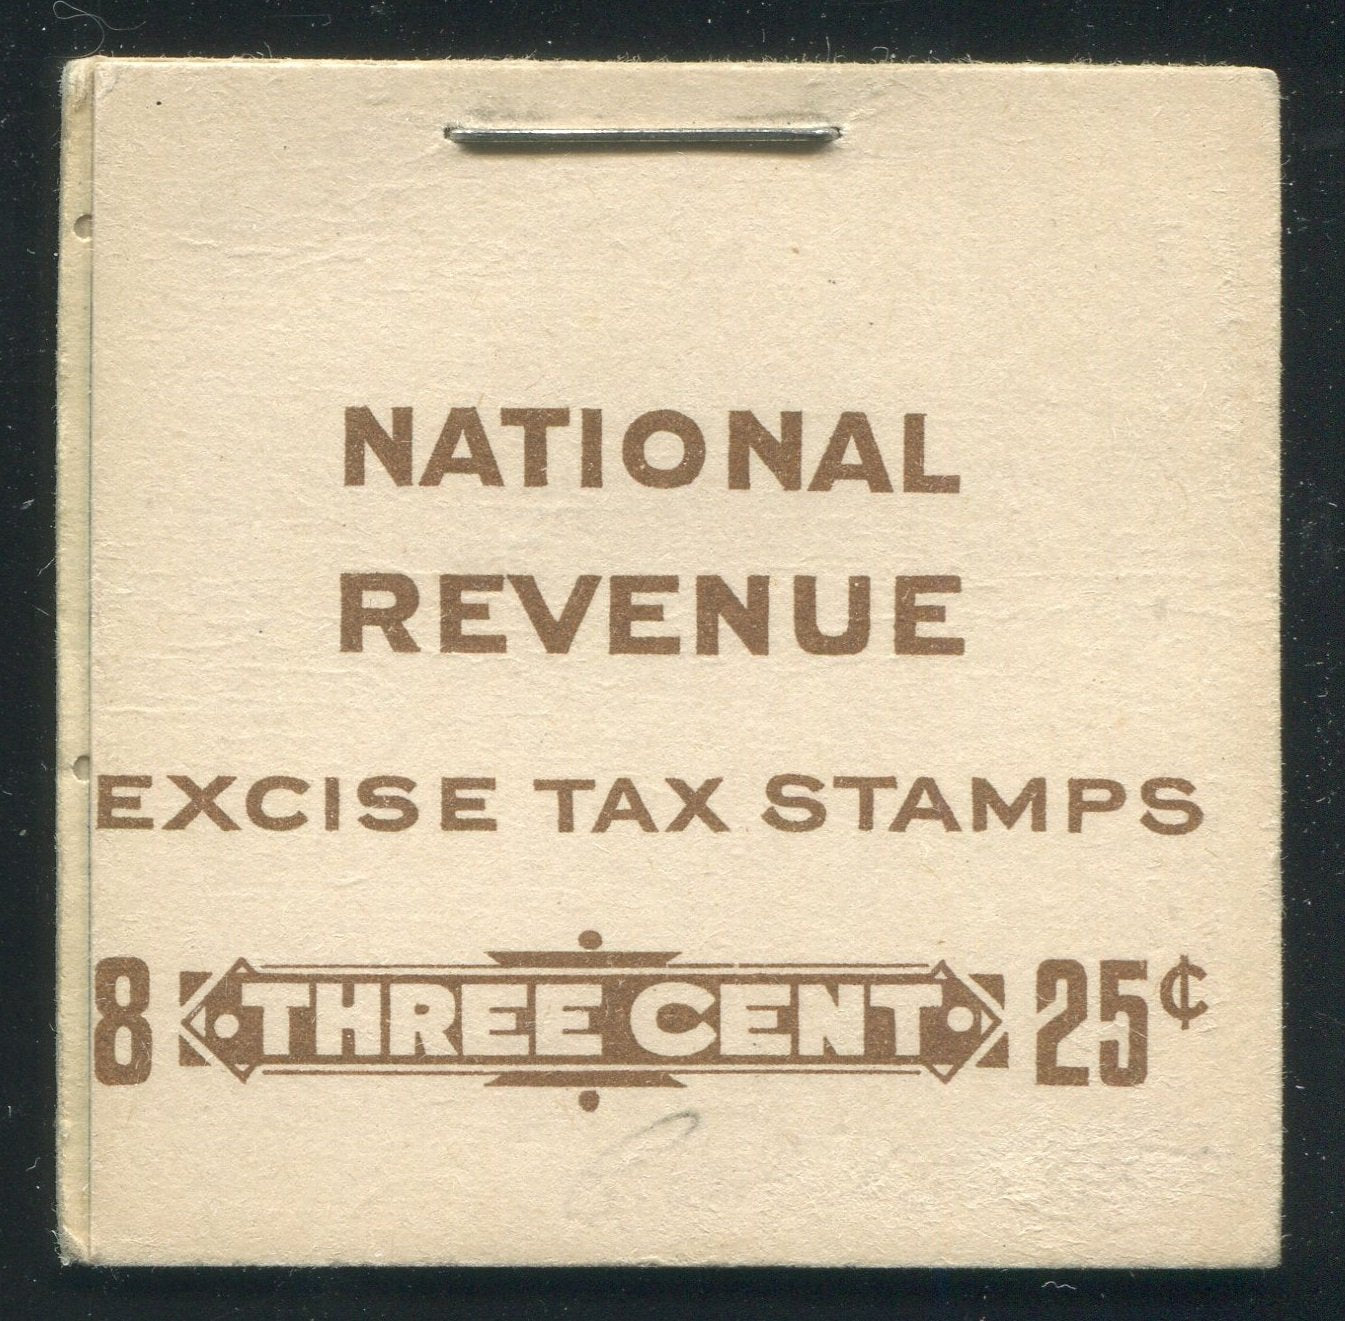 NATIONAL
REVENUE
EXCISE TAX STAMPS
8 THREE CENT 25¢